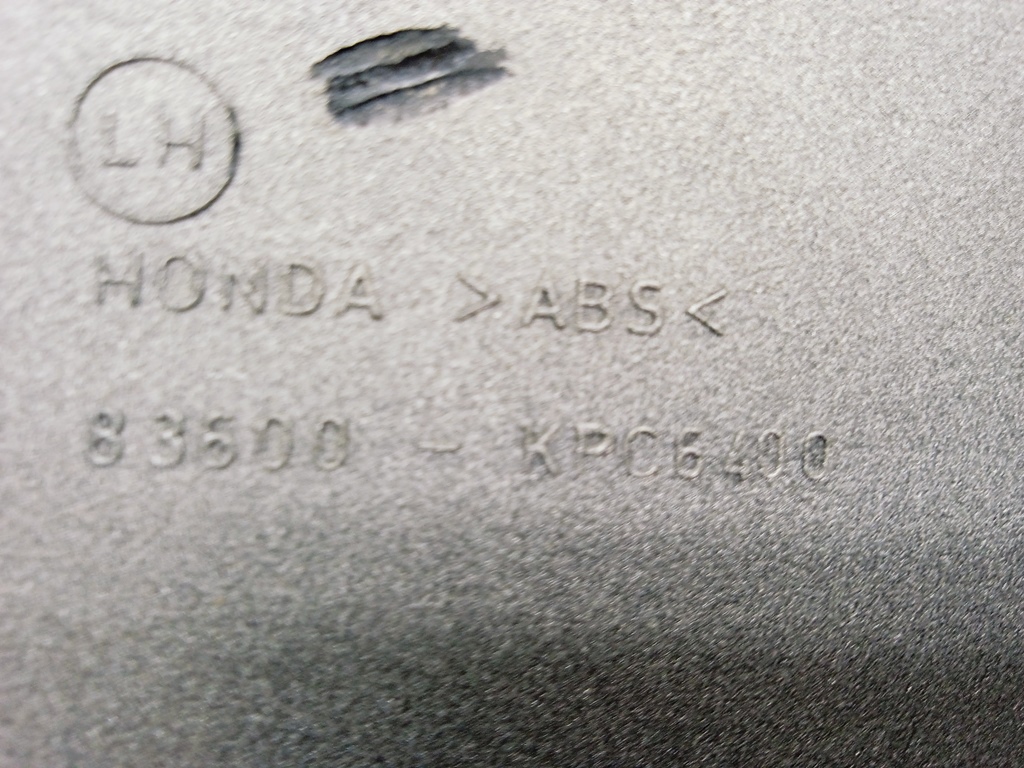 LH
HONDA >ABS<
83600 - KPC6400